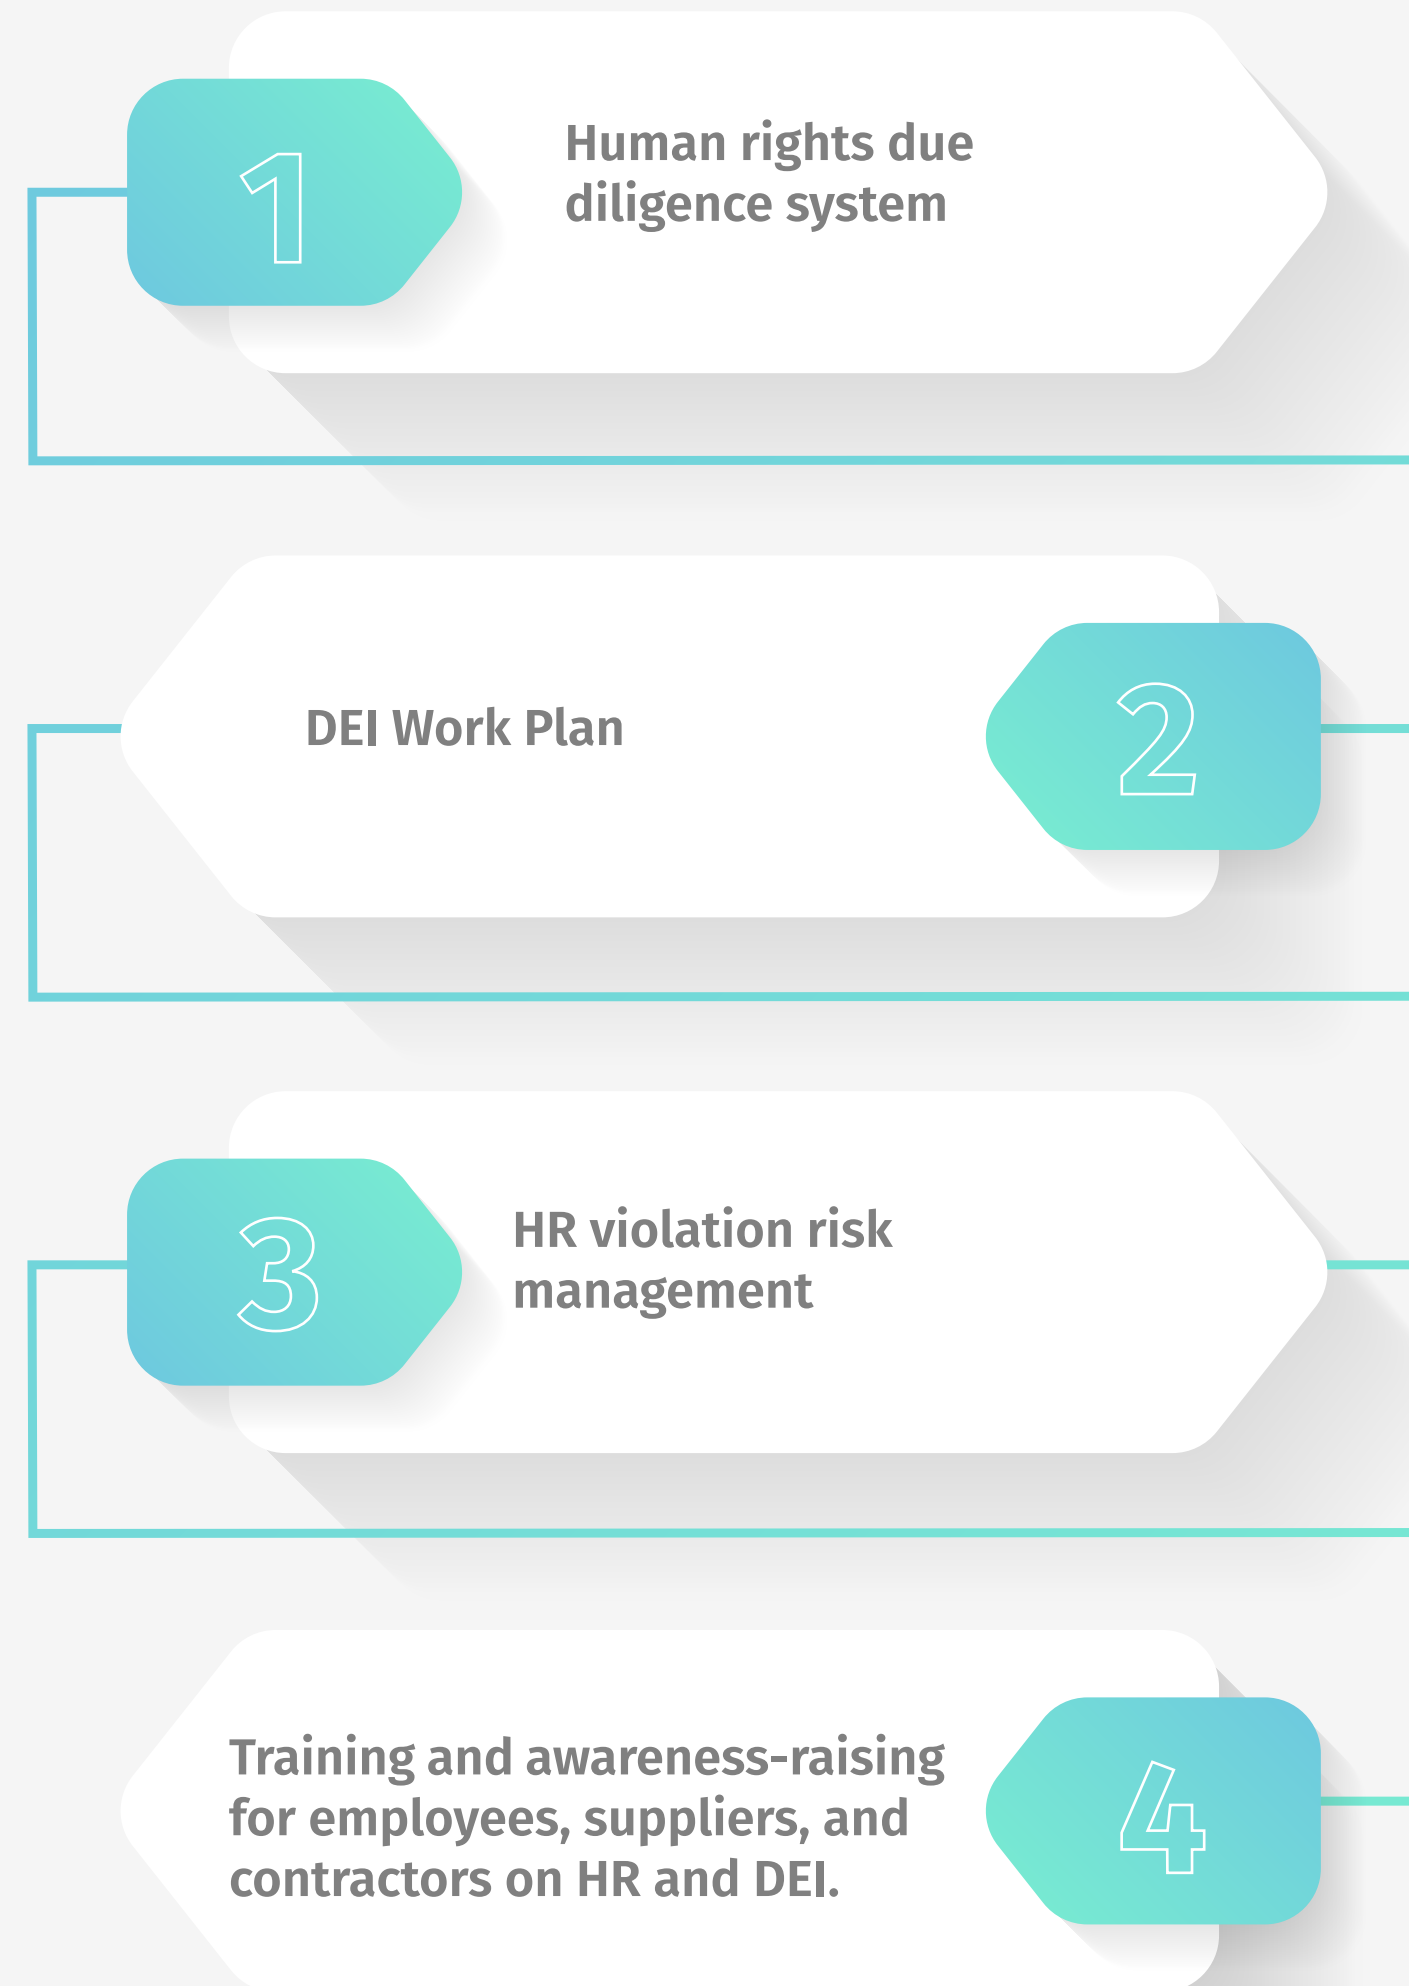 1
Human rights due
diligence system
DEI Work Plan
2
3
HR violation risk
management
Training and awareness-raising
for employees, suppliers, and
contractors on HR and DEI.
4